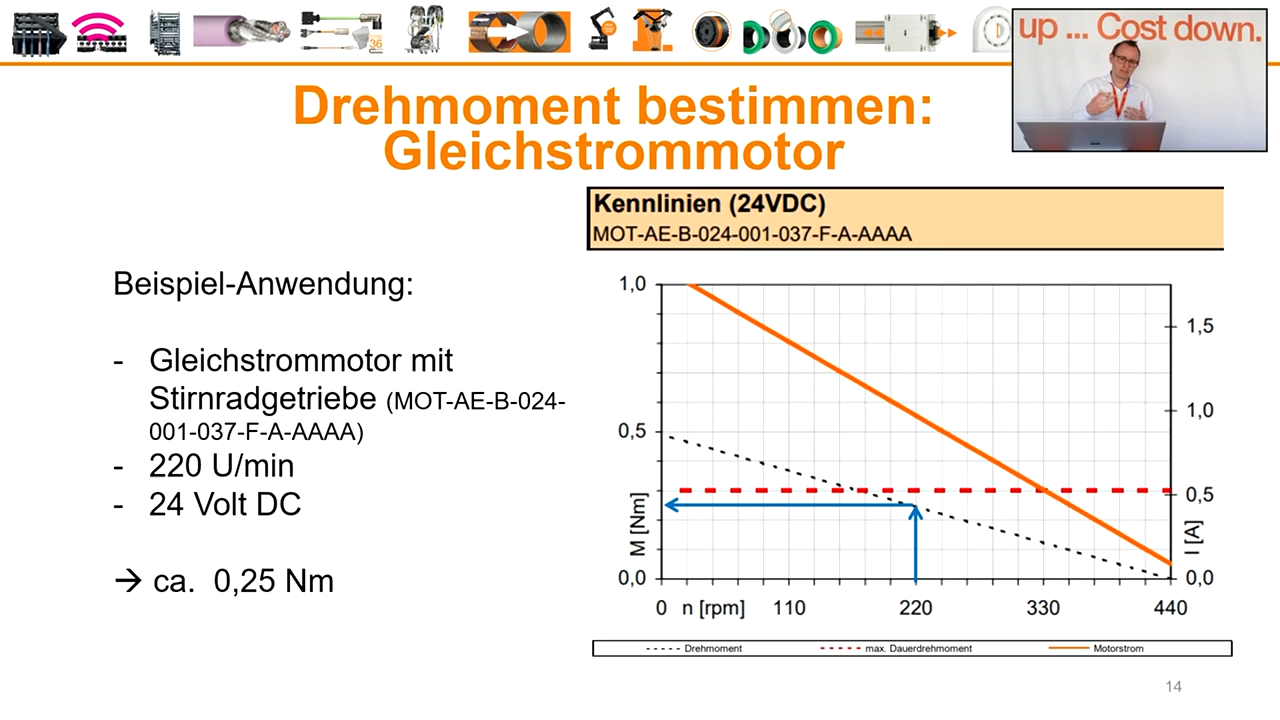 up ... Cost down.
36
Drehmoment bestimmen:
Gleichstrommotor
Kennlinien (24VDC)
MOT-AE-B-024-001-037-F-A-AAAA
Beispiel-Anwendung:
- Gleichstrommotor mit
Stirnradgetriebe (MOT-AE-B-024-
001-037-F-A-AAAA)
- 220 U/min
- 24 Volt DC
→ ca. 0,25 Nm
1,0
0,5
0,0
M [Nm]
1,5
1,0
0,5
0,0
I [A]
0 n [rpm] 110 220 330 440
Drehmoment max. Dauerdrehmoment Motorstrom
14